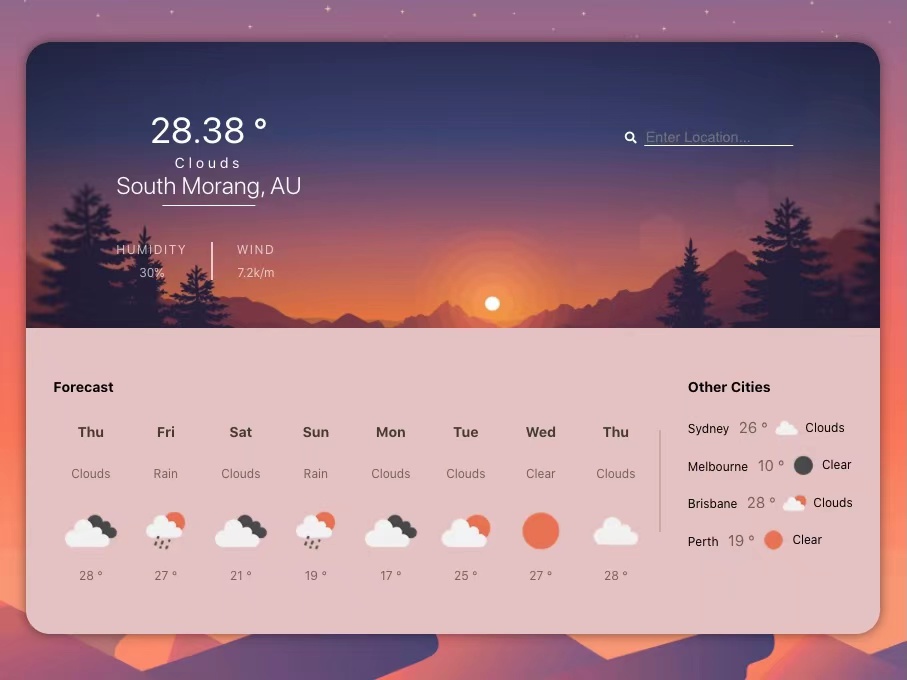 28.38 °
Clouds
South Morang, AU
Enter Location...
HUMIDITY WIND
30% 7.2k/m
Forecast
Thu Fri Sat Sun Mon Tue Wed Thu
Clouds Rain Clouds Rain Clouds Clouds Clear Clouds
28 ° 27 ° 21 ° 19 ° 17 ° 25 ° 27 ° 28 °
Other Cities
Sydney 26 ° Clouds
Melbourne 10 ° Clear
Brisbane 28 ° Clouds
Perth 19 ° Clear